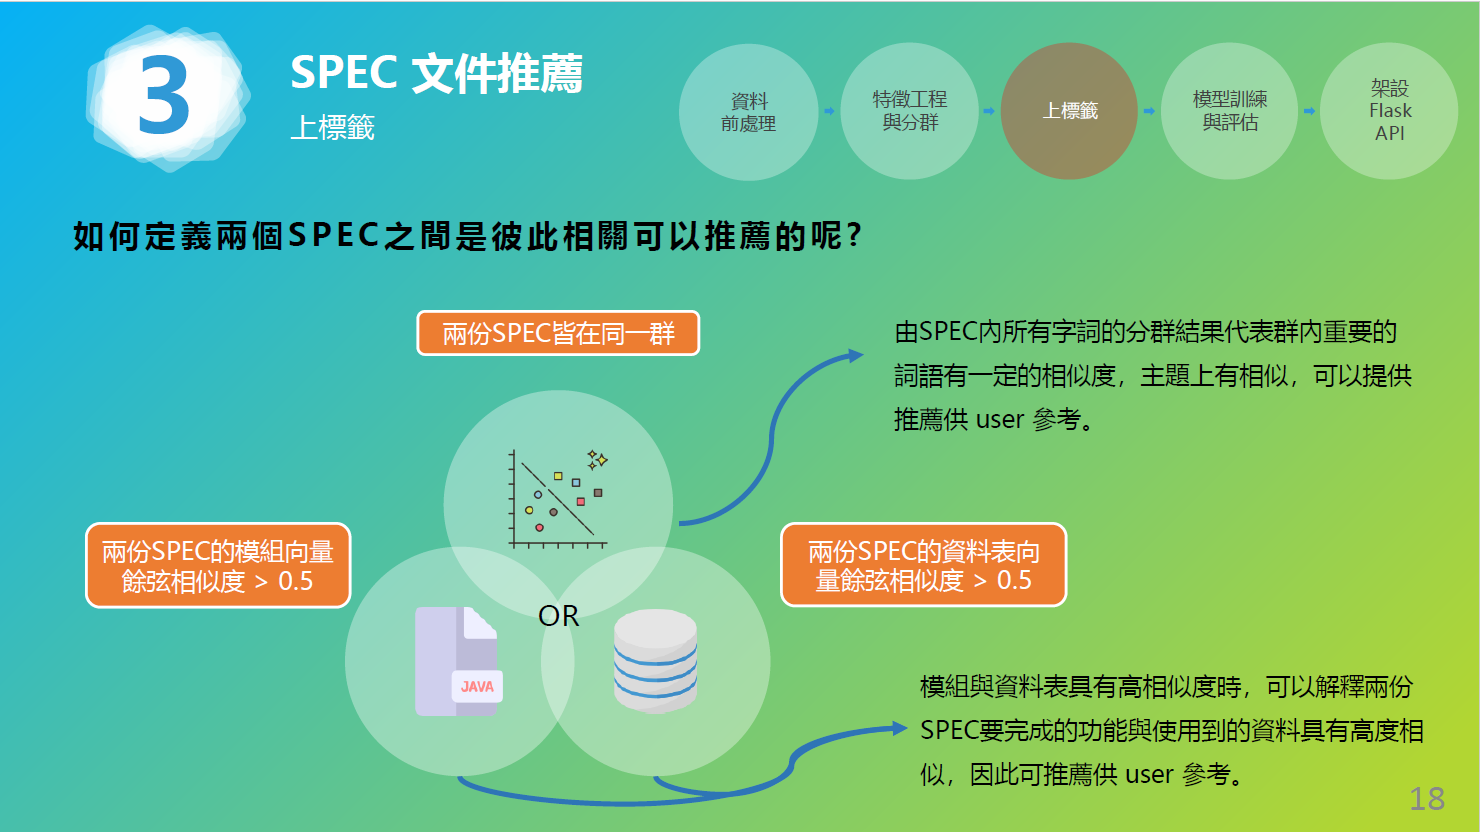 3
SPEC 文件推薦
上標籤
資料
前處理
特徵工程
與分群
上標籤
模型訓練
與評估
架設
Flask
API
如何定義兩個SPEC之間是彼此相關可以推薦的呢?
兩份SPEC皆在同一群
由SPEC內所有字詞的分群結果代表群內重要的
詞語有一定的相似度，主題上有相似，可以提供
推薦供 user 參考。
兩份SPEC的模組向量
餘弦相似度 > 0.5
兩份SPEC的資料表向
量餘弦相似度 > 0.5
OR
JAVA
模組與資料表具有高相似度時，可以解釋兩份
SPEC要完成的功能與使用到的資料具有高度相
似，因此可推薦供 user 參考。
18